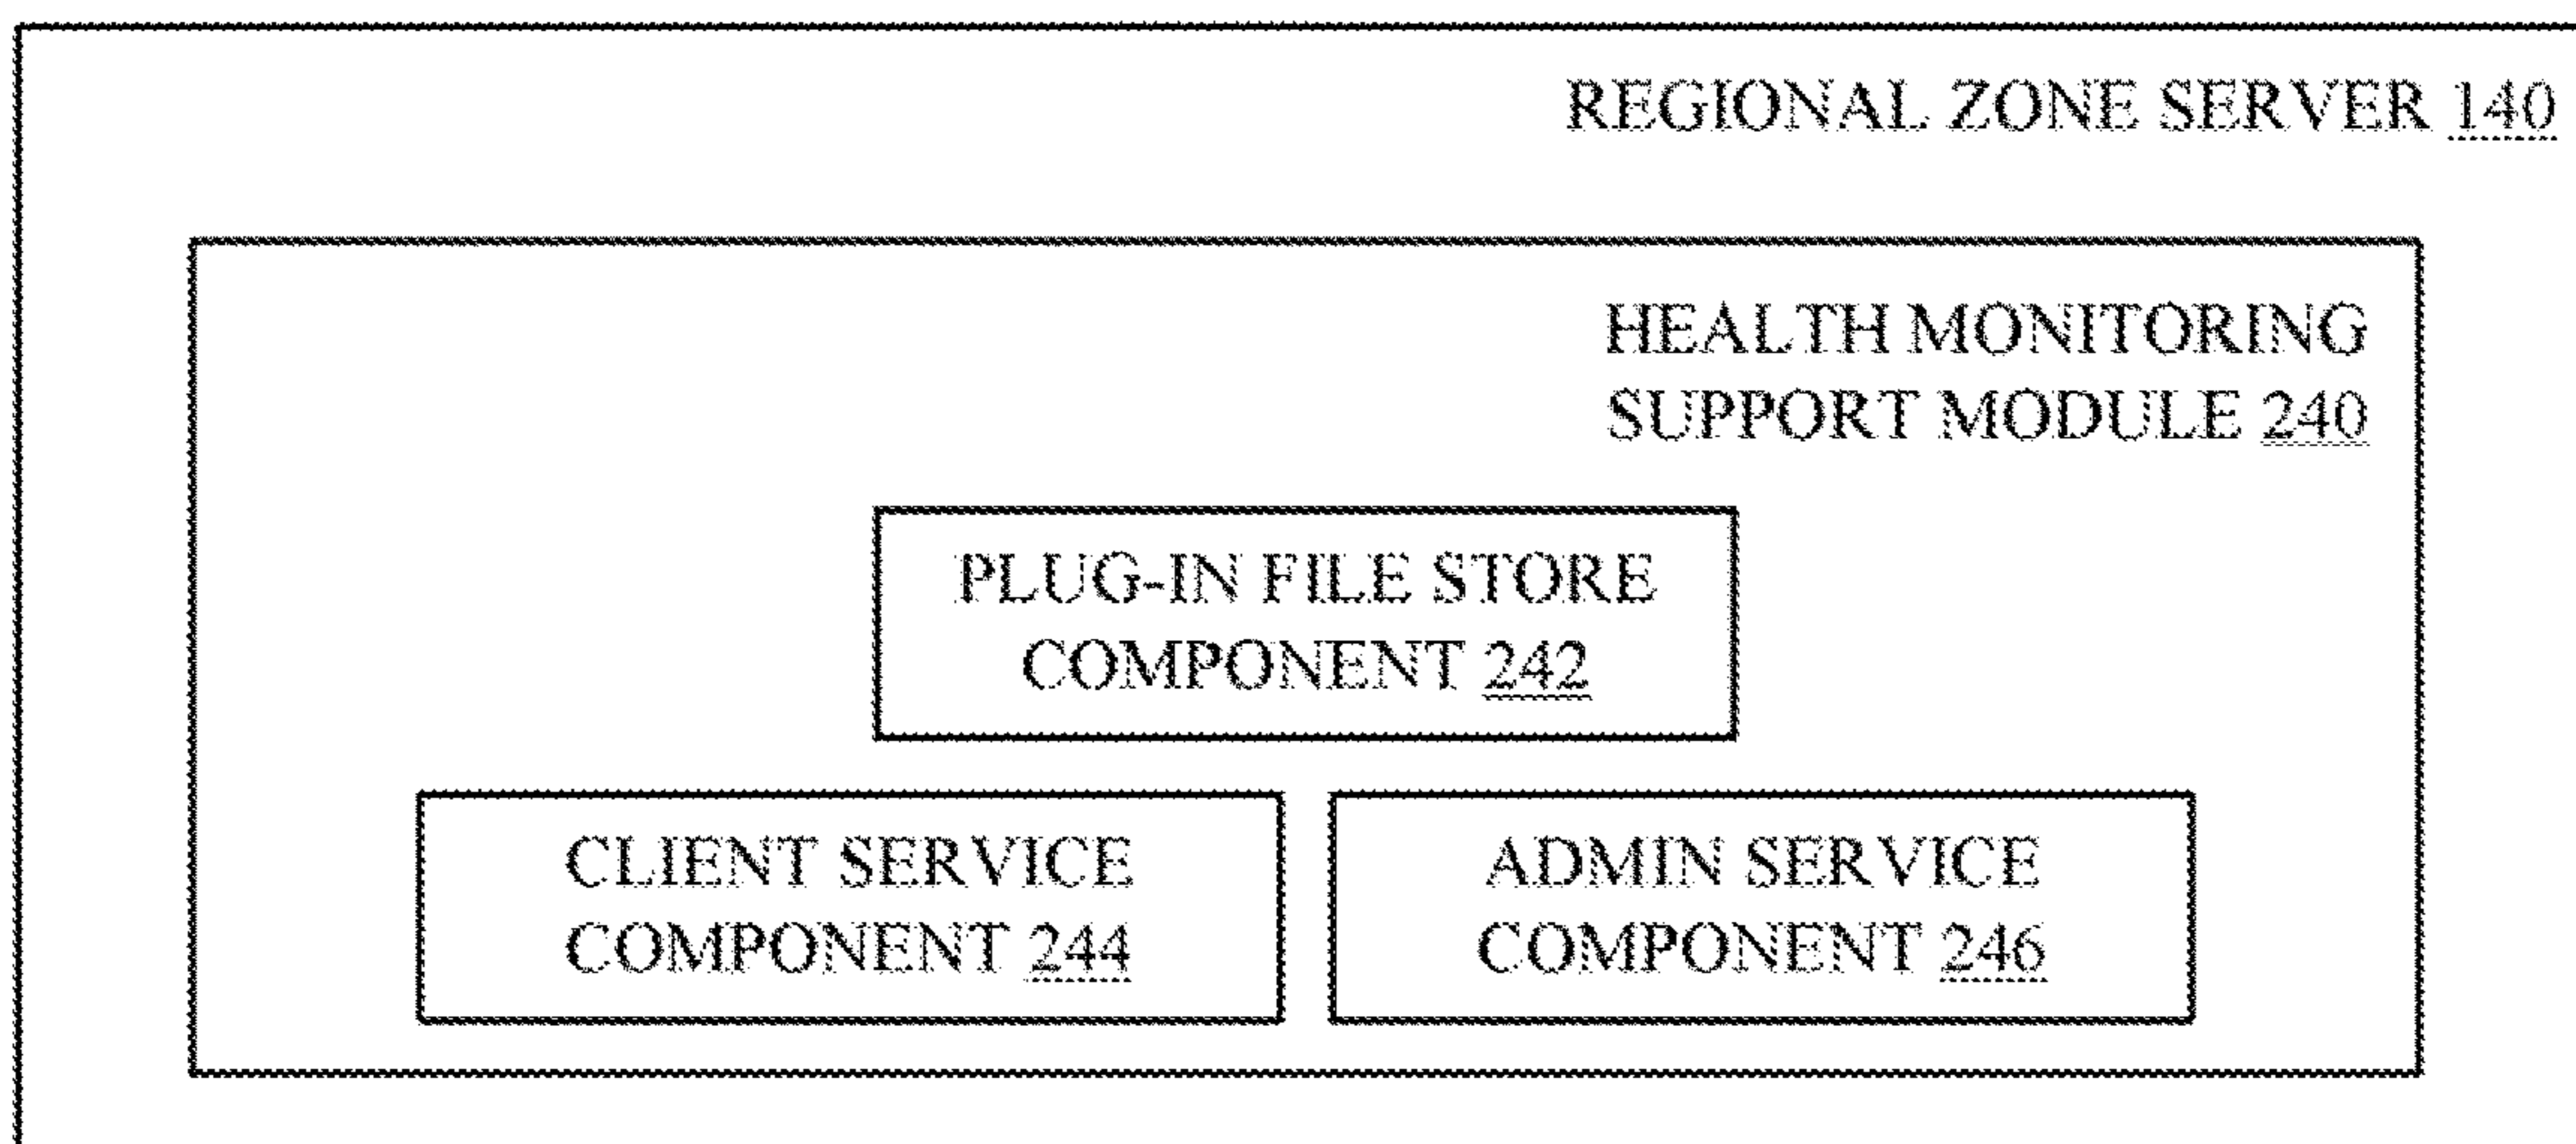 REGIONAL ZONE SERVER 140
HEALTH MONITORING
SUPPORT MODULE 240
PLUG-IN FILE STORE
COMPONENT 242
CLIENT SERVICE
COMPONENT 244
ADMIN SERVICE
COMPONENT 246